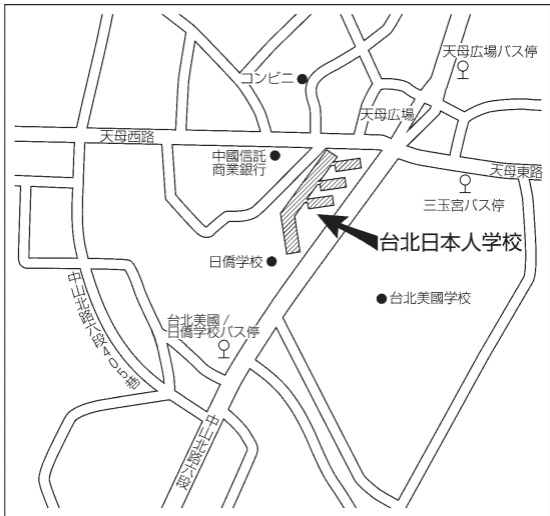 天母広場バス停
コンビニ
天母広場
天母西路
中國信託
商業銀行
天母東路
三玉宮バス停
台北日本人学校
日僑学校
台北美國学校
台北美國/
日僑学校バス停
中山北路六段405巷
中山北路六段